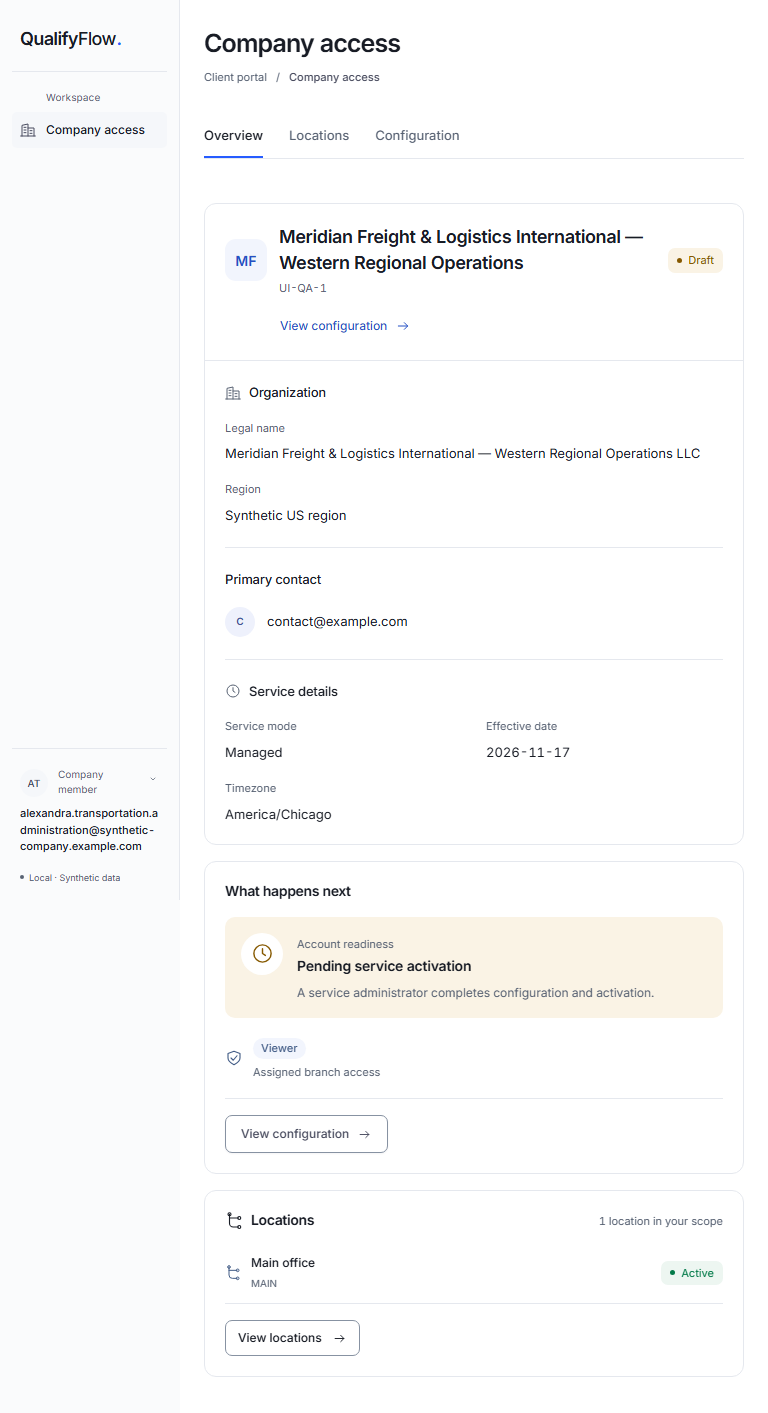 QualifyFlow.
Workspace
Company access
Company access
Client portal / Company access
Overview Locations Configuration
MF
Meridian Freight & Logistics International —
Western Regional Operations
UI-QA-1
Draft
View configuration →
Organization
Legal name
Meridian Freight & Logistics International — Western Regional Operations LLC
Region
Synthetic US region
Primary contact
C
contact@example.com
Service details
Service mode
Managed
Effective date
2026-11-17
Timezone
America/Chicago
AT
Company
member
alexandra.transportation.a
dministration@synthetic-
company.example.com
Local · Synthetic data
What happens next
Account readiness
Pending service activation
A service administrator completes configuration and activation.
Viewer
Assigned branch access
View configuration →
Locations
1 location in your scope
Main office
MAIN
Active
View locations →